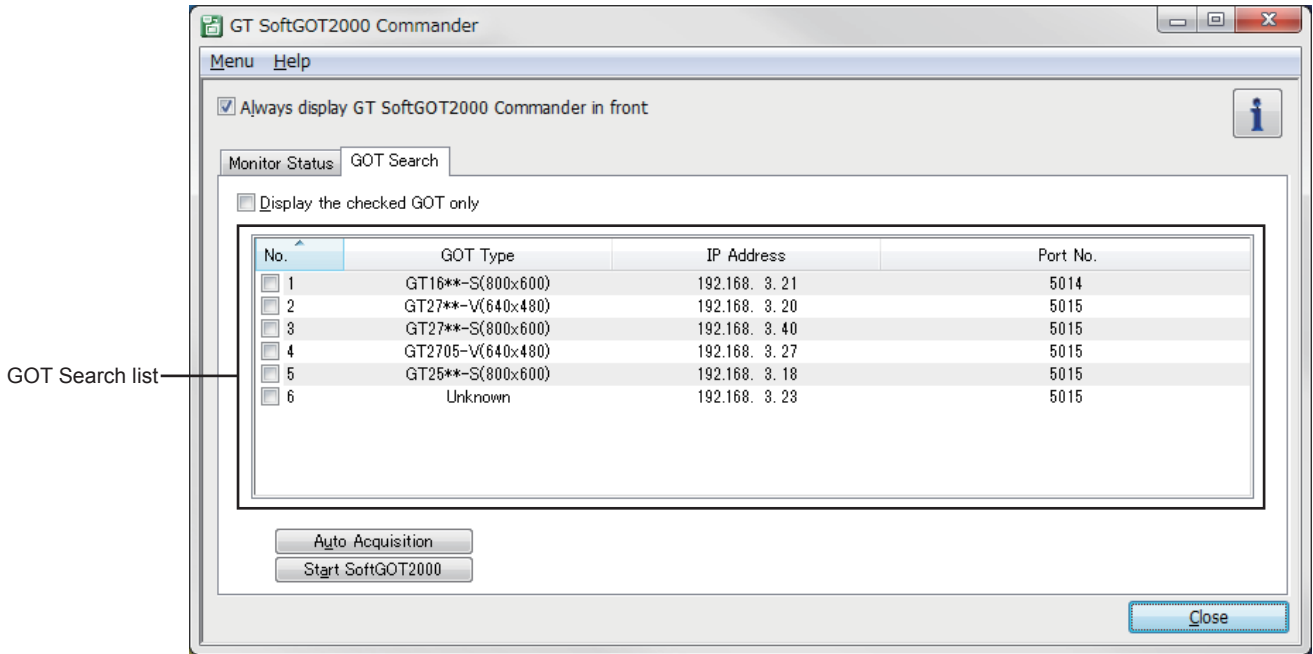 GT SoftGOT2000 Commander
Menu Help
Always display GT SoftGOT2000 Commander in front
i
Monitor Status GOT Search
Display the checked GOT only
No. GOT Type IP Address Port No.
1 GT16**-S(800x600) 192.168. 3. 21 5014
2 GT27**-V(640x480) 192.168. 3. 20 5015
3 GT27**-S(800x600) 192.168. 3. 40 5015
4 GT2705-V(640x480) 192.168. 3. 27 5015
GOT Search list
5 GT25**-S(800x600) 192.168. 3. 18 5015
6 Unknown 192.168. 3. 23 5015
Auto Acquisition
Start SoftGOT2000
Close